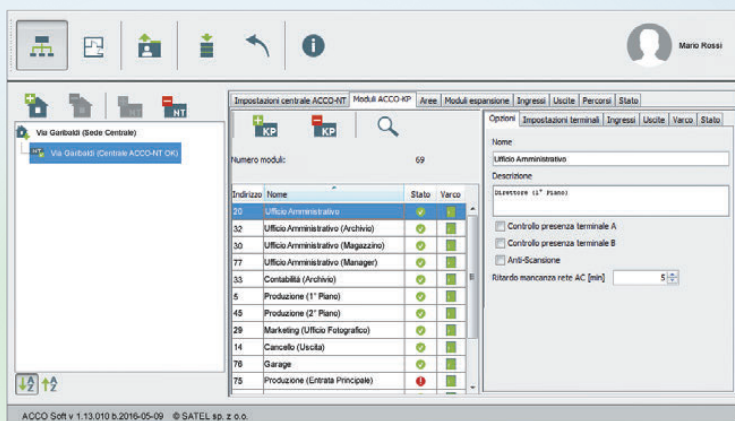 Mario Rossi
NT
NT
NT
Via Garibaldi (Sede Centrale)
Via Garibaldi (Centrale ACCO-NT OK)
Impostazioni centrale ACCO-NT Moduli ACCO-KP Aree Moduli espansione Ingressi Uscite Percorsi Stato
KP KP
Numero moduli: 69
Indirizzo Nome Stato Varco
20 Ufficio Amministrativo
32 Ufficio Amministrativo (Archivio)
30 Ufficio Amministrativo (Magazzino)
77 Ufficio Amministrativo (Manager)
33 Contabilità (Archivio)
5 Produzione (1° Piano)
45 Produzione (2° Piano)
29 Marketing (Ufficio Fotografico)
14 Cancello (Uscita)
76 Garage
75 Produzione (Entrata Principale)
Opzioni Impostazioni terminali Ingressi Uscite Varco Stato
Nome
Ufficio Amministrativo
Descrizione
Direttore (1° Piano)
Controllo presenza terminale A
Controllo presenza terminale B
Anti-Scansione
Ritardo mancanza rete AC [min] 5
A Z A Z
ACCO Soft v 1.13.010 b.2016-05-09 © SATEL sp. z o.o.